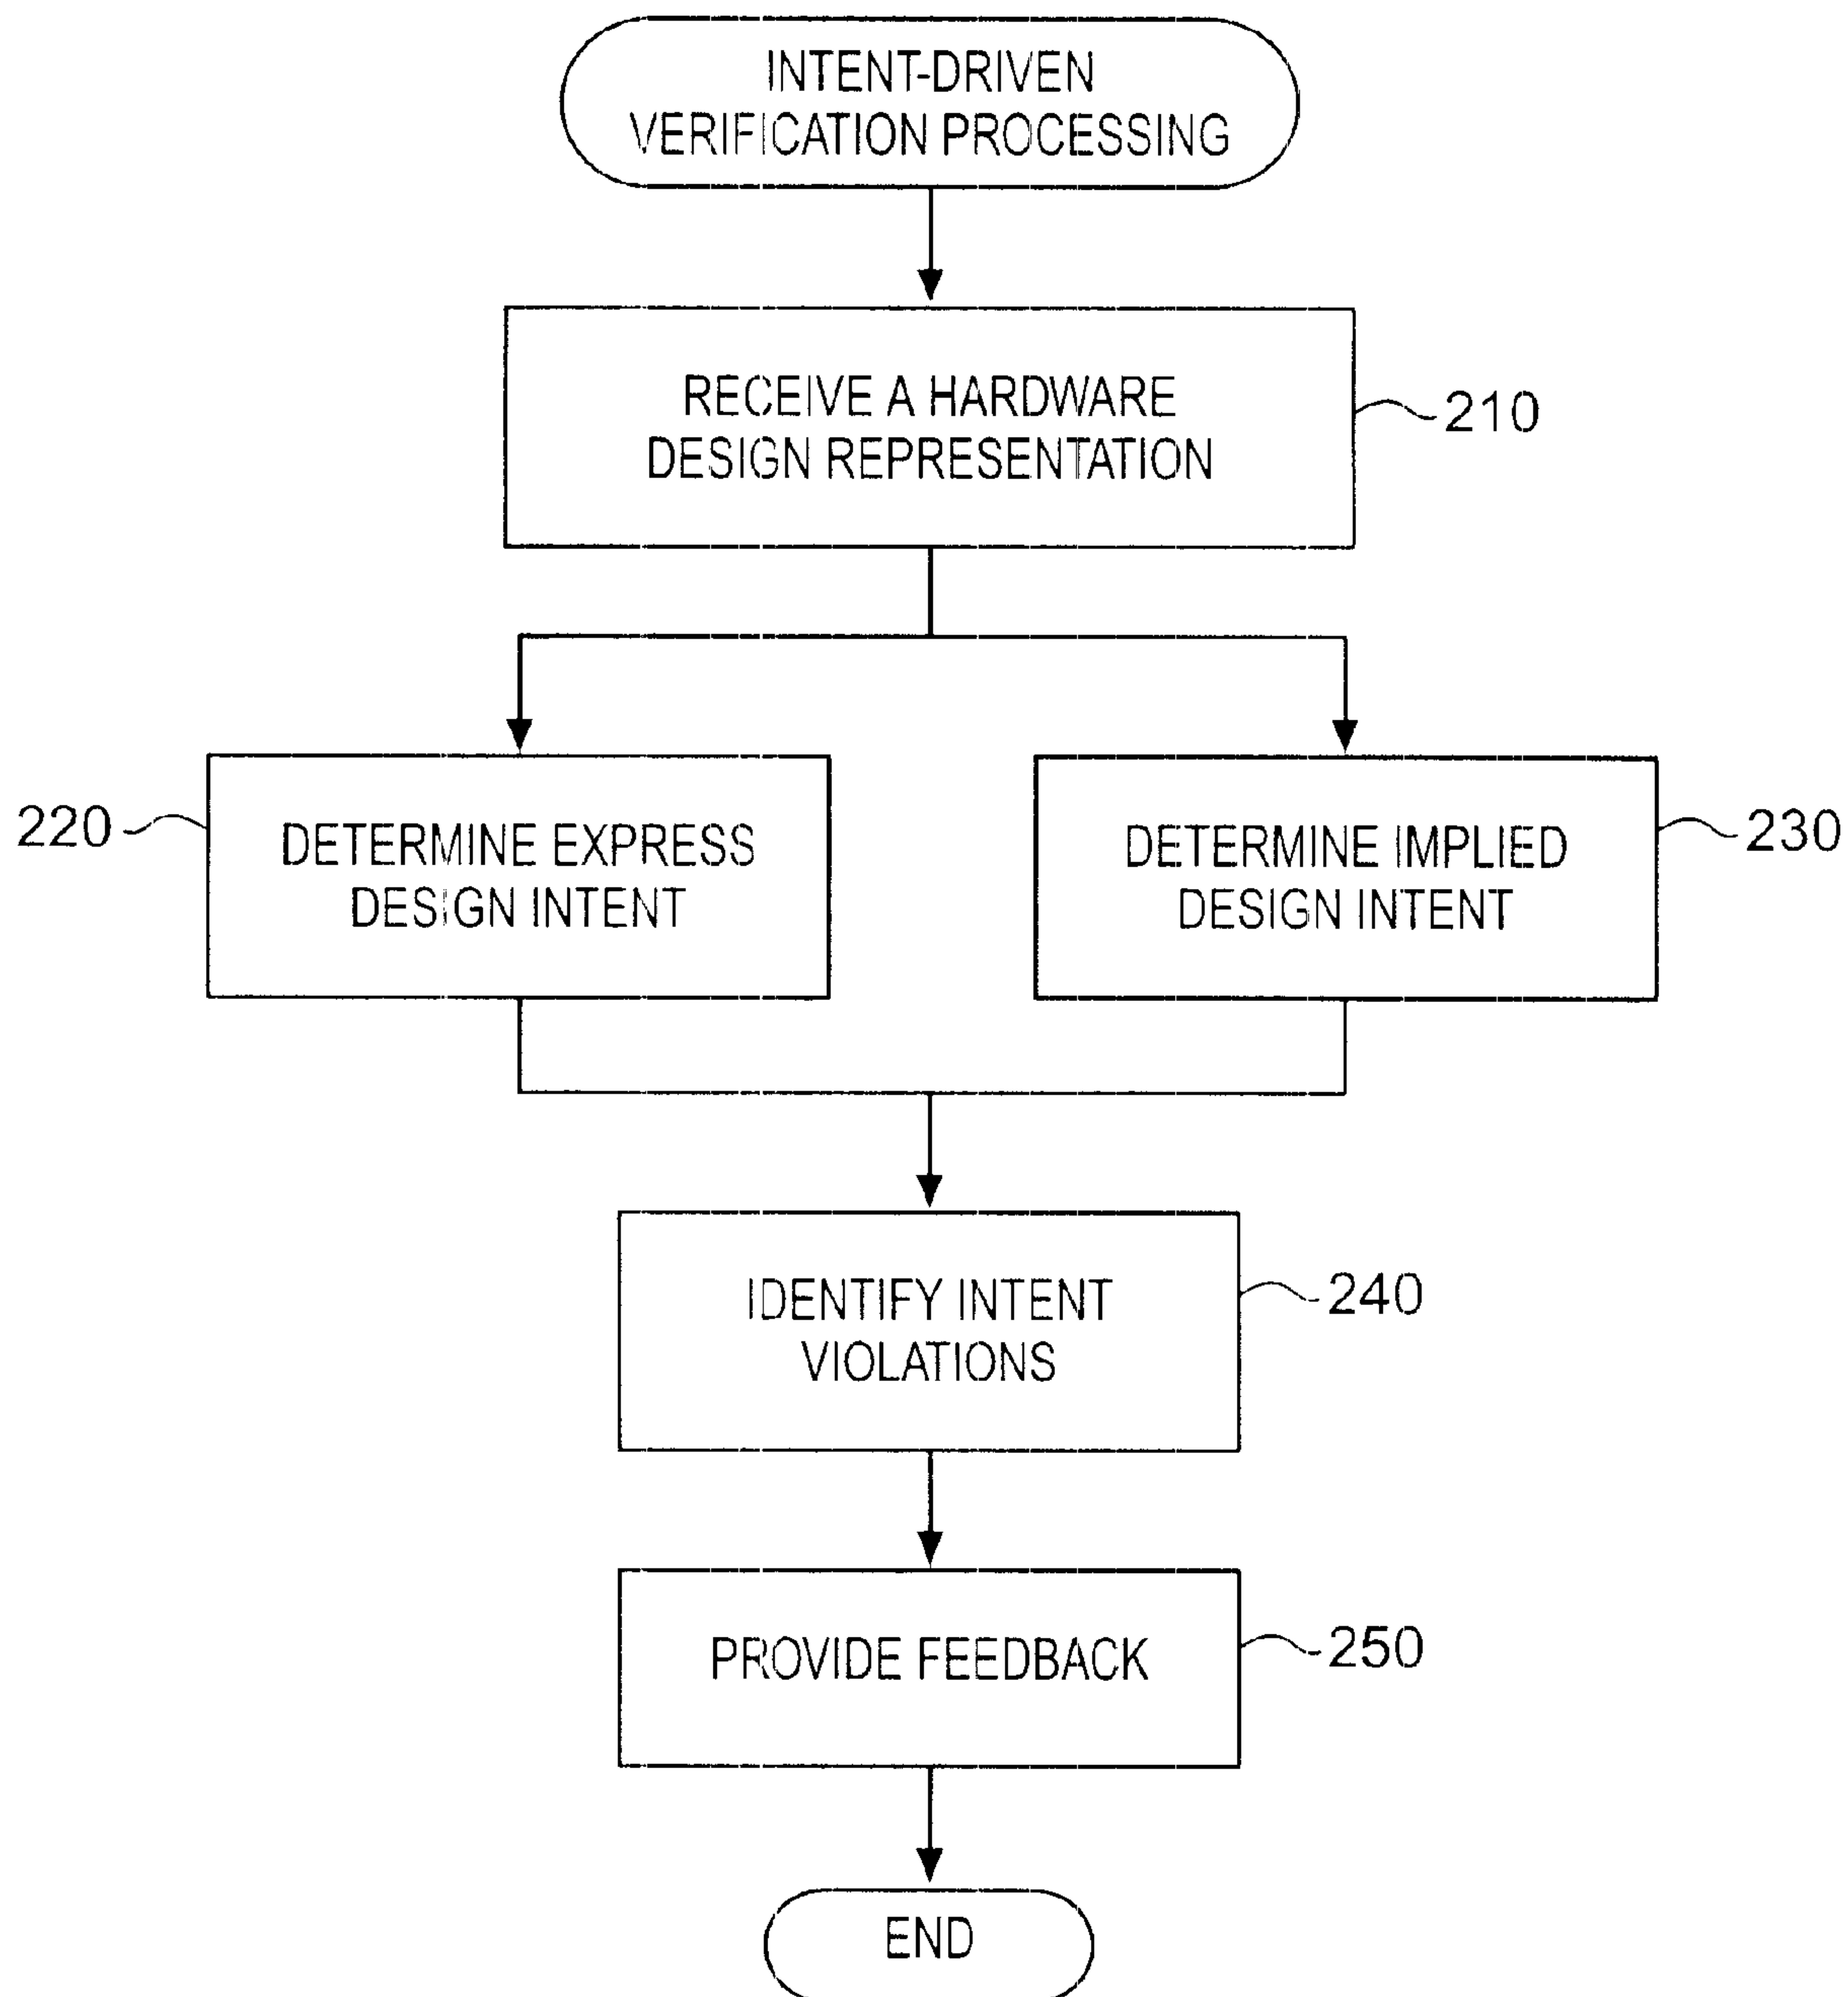 INTENT-DRIVEN
VERIFICATION PROCESSING
RECEIVE A HARDWARE
DESIGN REPRESENTATION
210
220
DETERMINE EXPRESS
DESIGN INTENT
DETERMINE IMPLIED
DESIGN INTENT
230
IDENTIFY INTENT
VIOLATIONS
240
PROVIDE FEEDBACK
250
END